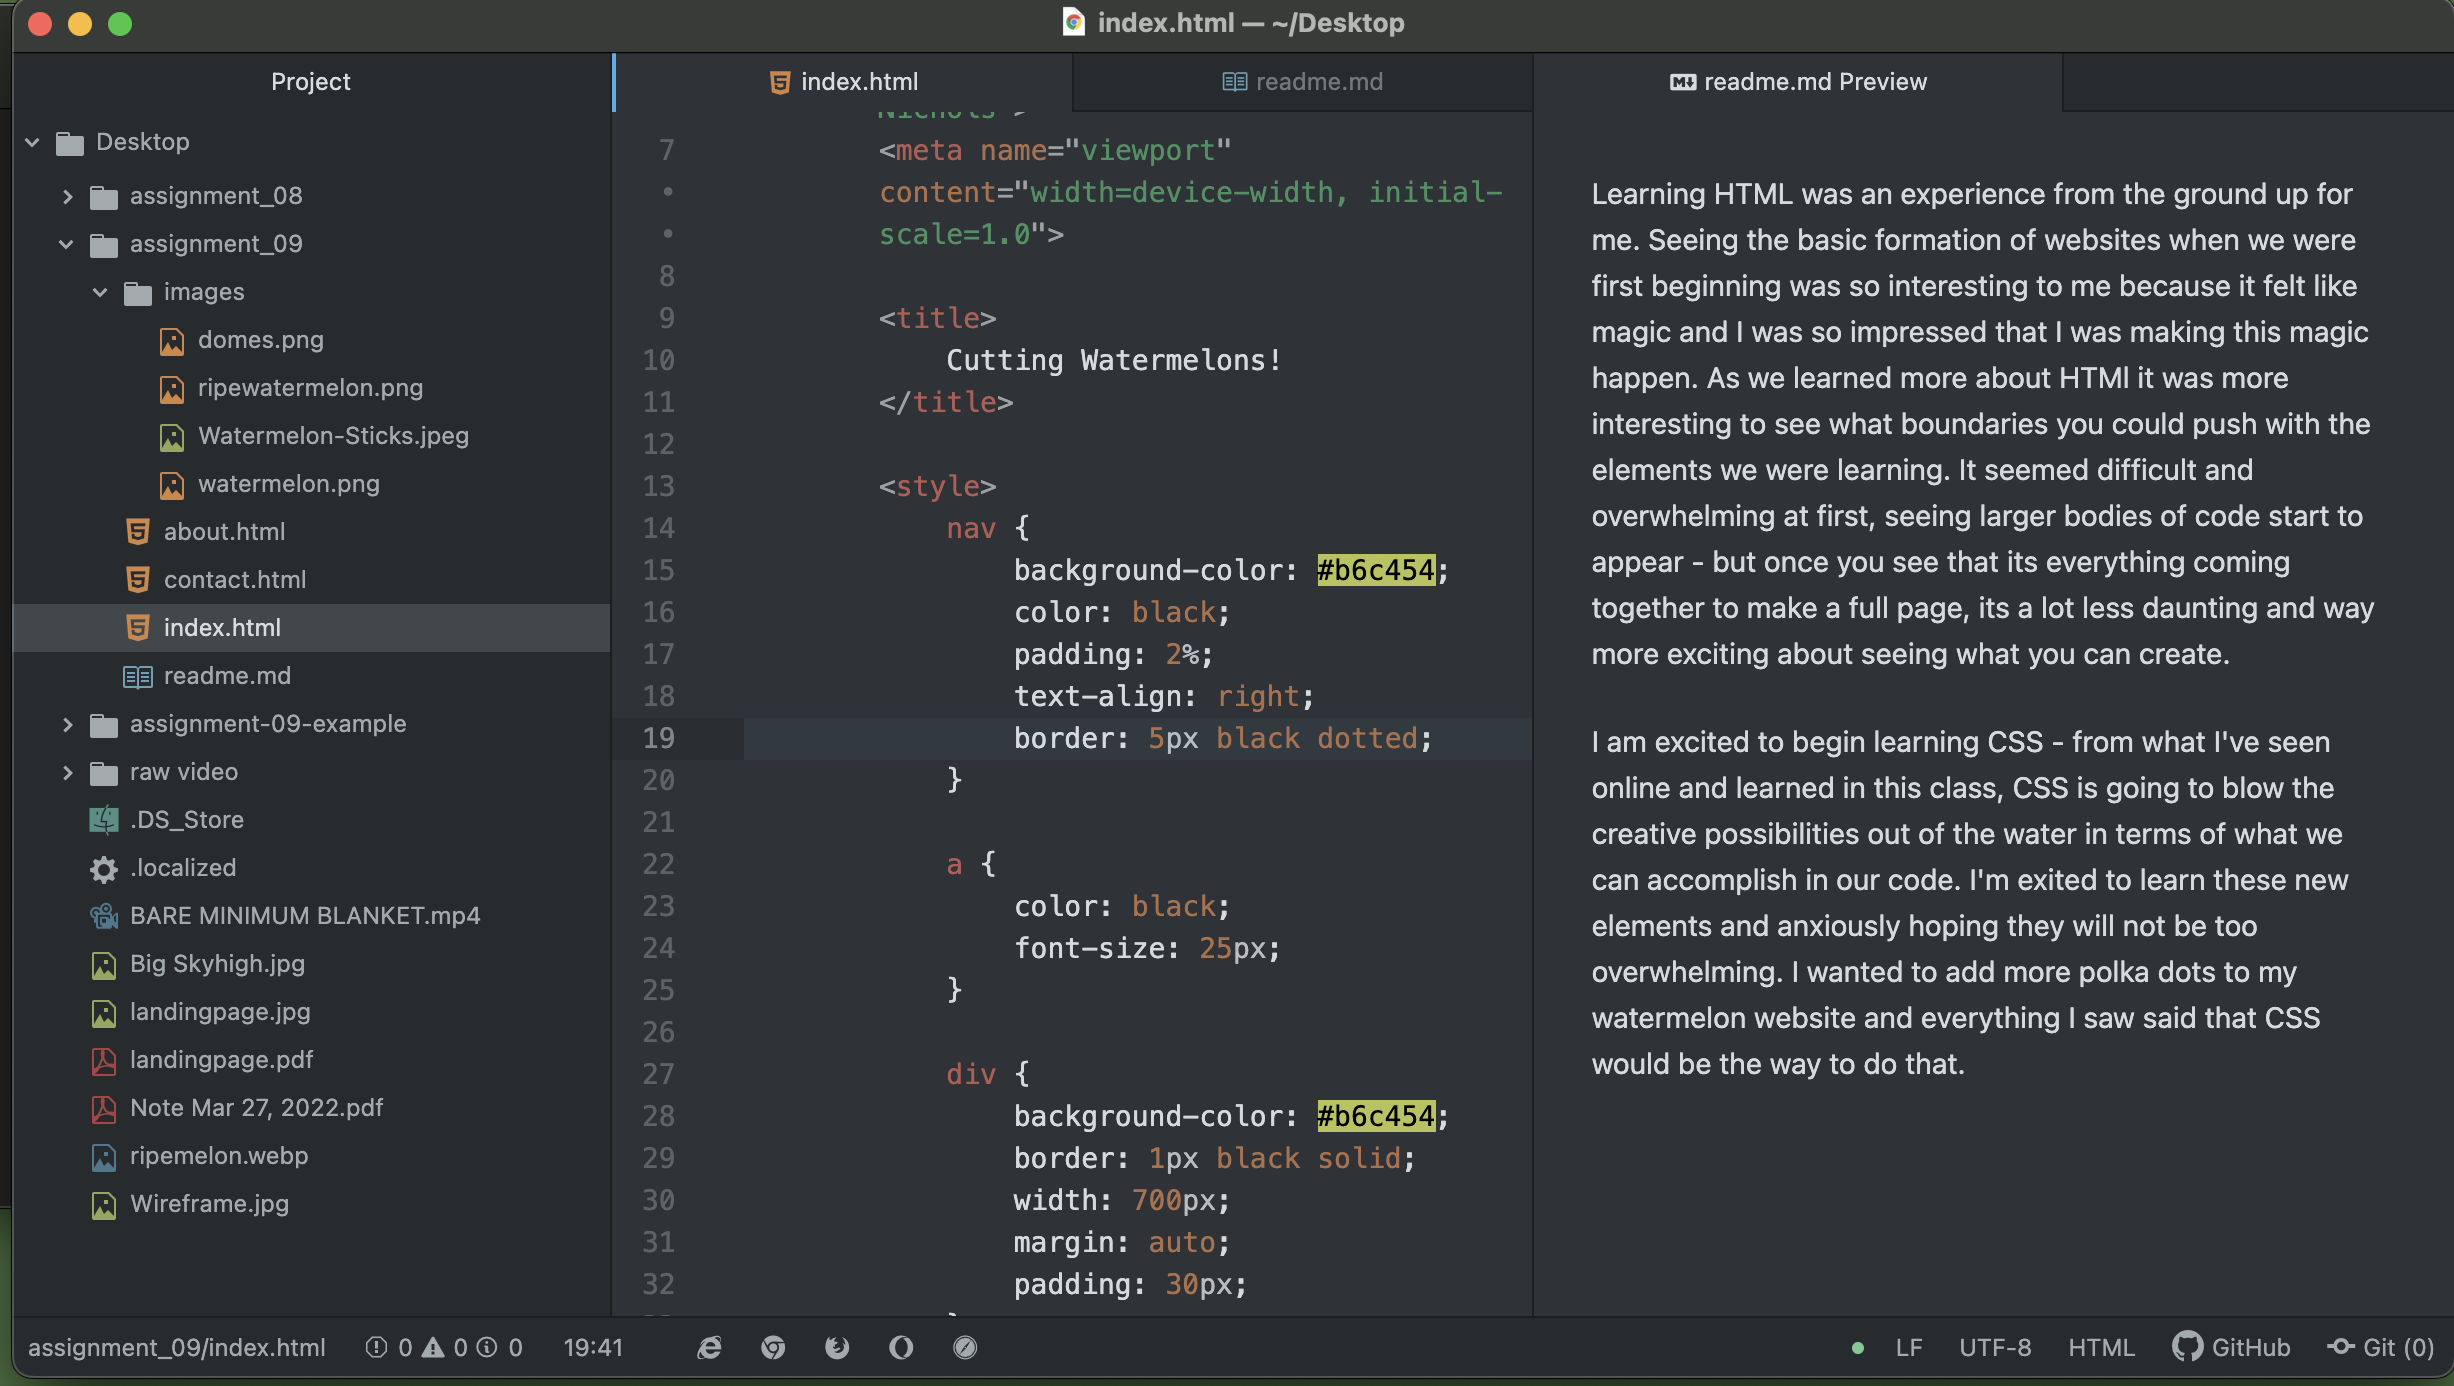 index.html — ~/Desktop
Project
index.html
readme.md
readme.md Preview
Desktop
assignment_08
assignment_09
images
domes.png
ripewatermelon.png
Watermelon-Sticks.jpeg
watermelon.png
about.html
contact.html
index.html
readme.md
assignment-09-example
raw video
.DS_Store
.localized
BARE MINIMUM BLANKET.mp4
Big Skyhigh.jpg
landingpage.jpg
landingpage.pdf
Note Mar 27, 2022.pdf
ripemelon.webp
Wireframe.jpg
Nichols">
7 <meta name="viewport"
• content="width=device-width, initial-
• scale=1.0">
8
9 <title>
10 Cutting Watermelons!
11 </title>
12
13 <style>
14 nav {
15 background-color: #b6c454;
16 color: black;
17 padding: 2%;
18 text-align: right;
19 border: 5px black dotted;
20 }
21
22 a {
23 color: black;
24 font-size: 25px;
25 }
26
27 div {
28 background-color: #b6c454;
29 border: 1px black solid;
30 width: 700px;
31 margin: auto;
32 padding: 30px;
Learning HTML was an experience from the ground up for
me. Seeing the basic formation of websites when we were
first beginning was so interesting to me because it felt like
magic and I was so impressed that I was making this magic
happen. As we learned more about HTMl it was more
interesting to see what boundaries you could push with the
elements we were learning. It seemed difficult and
overwhelming at first, seeing larger bodies of code start to
appear - but once you see that its everything coming
together to make a full page, its a lot less daunting and way
more exciting about seeing what you can create.
I am excited to begin learning CSS - from what I've seen
online and learned in this class, CSS is going to blow the
creative possibilities out of the water in terms of what we
can accomplish in our code. I'm exited to learn these new
elements and anxiously hoping they will not be too
overwhelming. I wanted to add more polka dots to my
watermelon website and everything I saw said that CSS
would be the way to do that.
assignment_09/index.html 0 0 0 19:41 LF UTF-8 HTML GitHub Git (0)